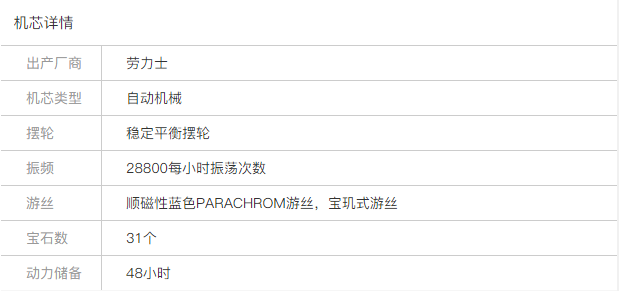 机芯详情
出产厂商 劳力士
机芯类型 自动机械
摆轮 稳定平衡摆轮
振频 28800每小时振荡次数
游丝 顺磁性蓝色PARACHROM游丝，宝玑式游丝
宝石数 31个
动力储备 48小时